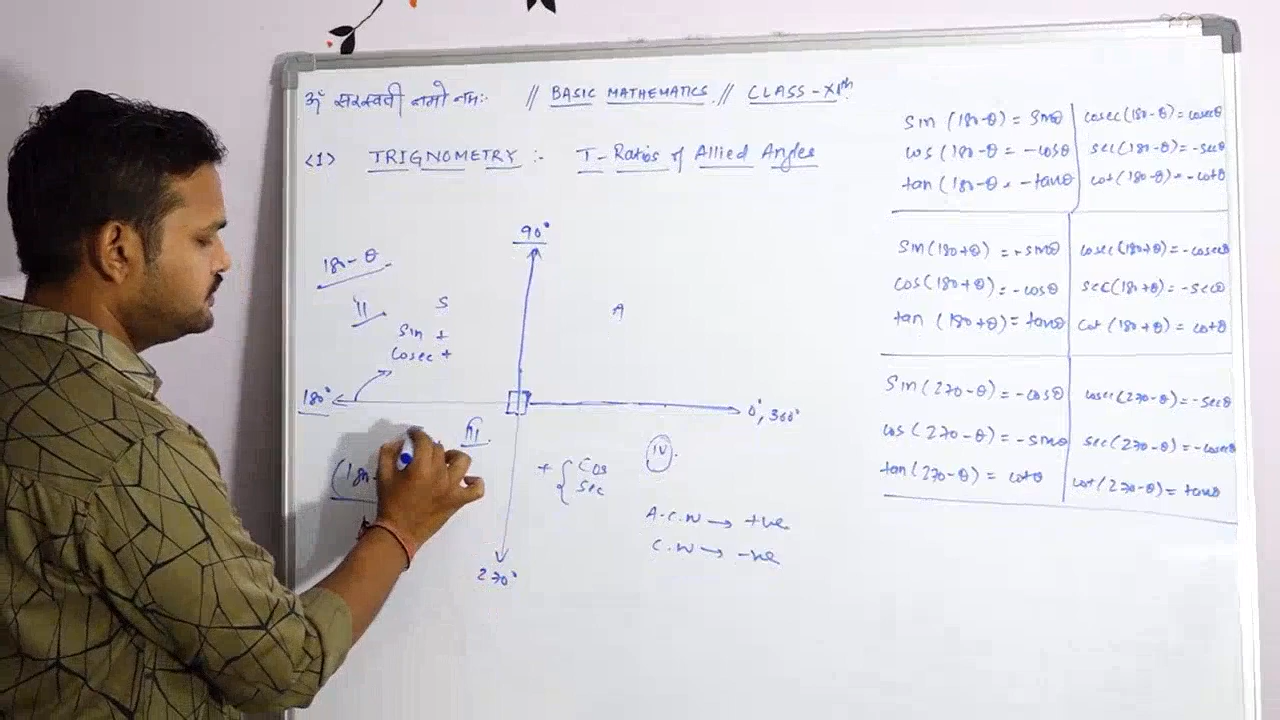 ॐ सरस्वती नमो नमः // BASIC MATHEMATICS // CLASS - XIth
<1> TRIGNOMETRY :- T-Ratios of Allied Angles
90°
180 - θ
II
S
A
sin +
cosec +
180°
0°, 360°
III
(180
IV
+ { Cos
Sec
A.C.W → +ve
C.W → -ve
270°
sin (180-θ) = sinθ
cos (180-θ = -cosθ
tan (180-θ = -tanθ
cosec (180-θ) = cosecθ
sec (180-θ) = -secθ
cot (180-θ) = -cotθ
sin (180+θ) = -sinθ
cos (180+θ) = -cosθ
tan (180+θ) = tanθ
cosec (180+θ) = -cosecθ
sec (180+θ) = -secθ
cot (180+θ) = cotθ
sin (270-θ) = -cosθ
cos (270-θ) = -sinθ
tan (270-θ) = cotθ
cosec (270-θ) = -secθ
sec (270-θ) = -cosecθ
cot (270-θ) = tanθ